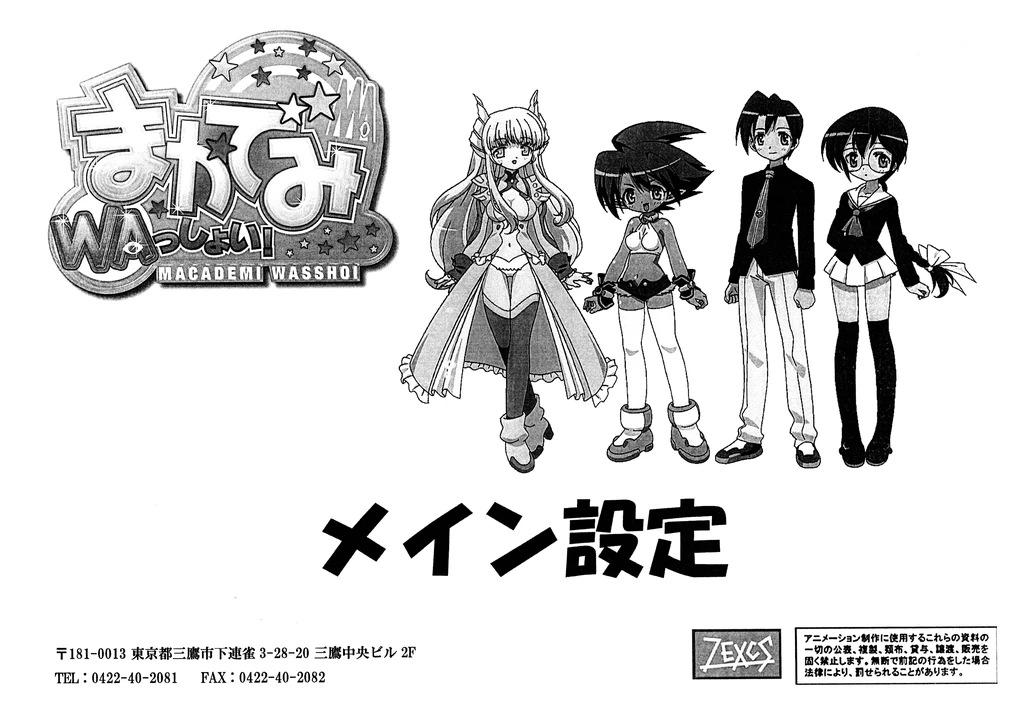 まかでみ
WAっしょい!
MACADEMI WASSHOI
メイン設定
〒181-0013 東京都三鷹市下連雀 3-28-20 三鷹中央ビル 2F
TEL:0422-40-2081 FAX:0422-40-2082
ZEXCS
アニメーション制作に使用するこれらの資料の
一切の公表、複製、頒布、貸与、譲渡、販売を
固く禁止します。無断で前記の行為をした場合
法律により、罰せられることがあります。